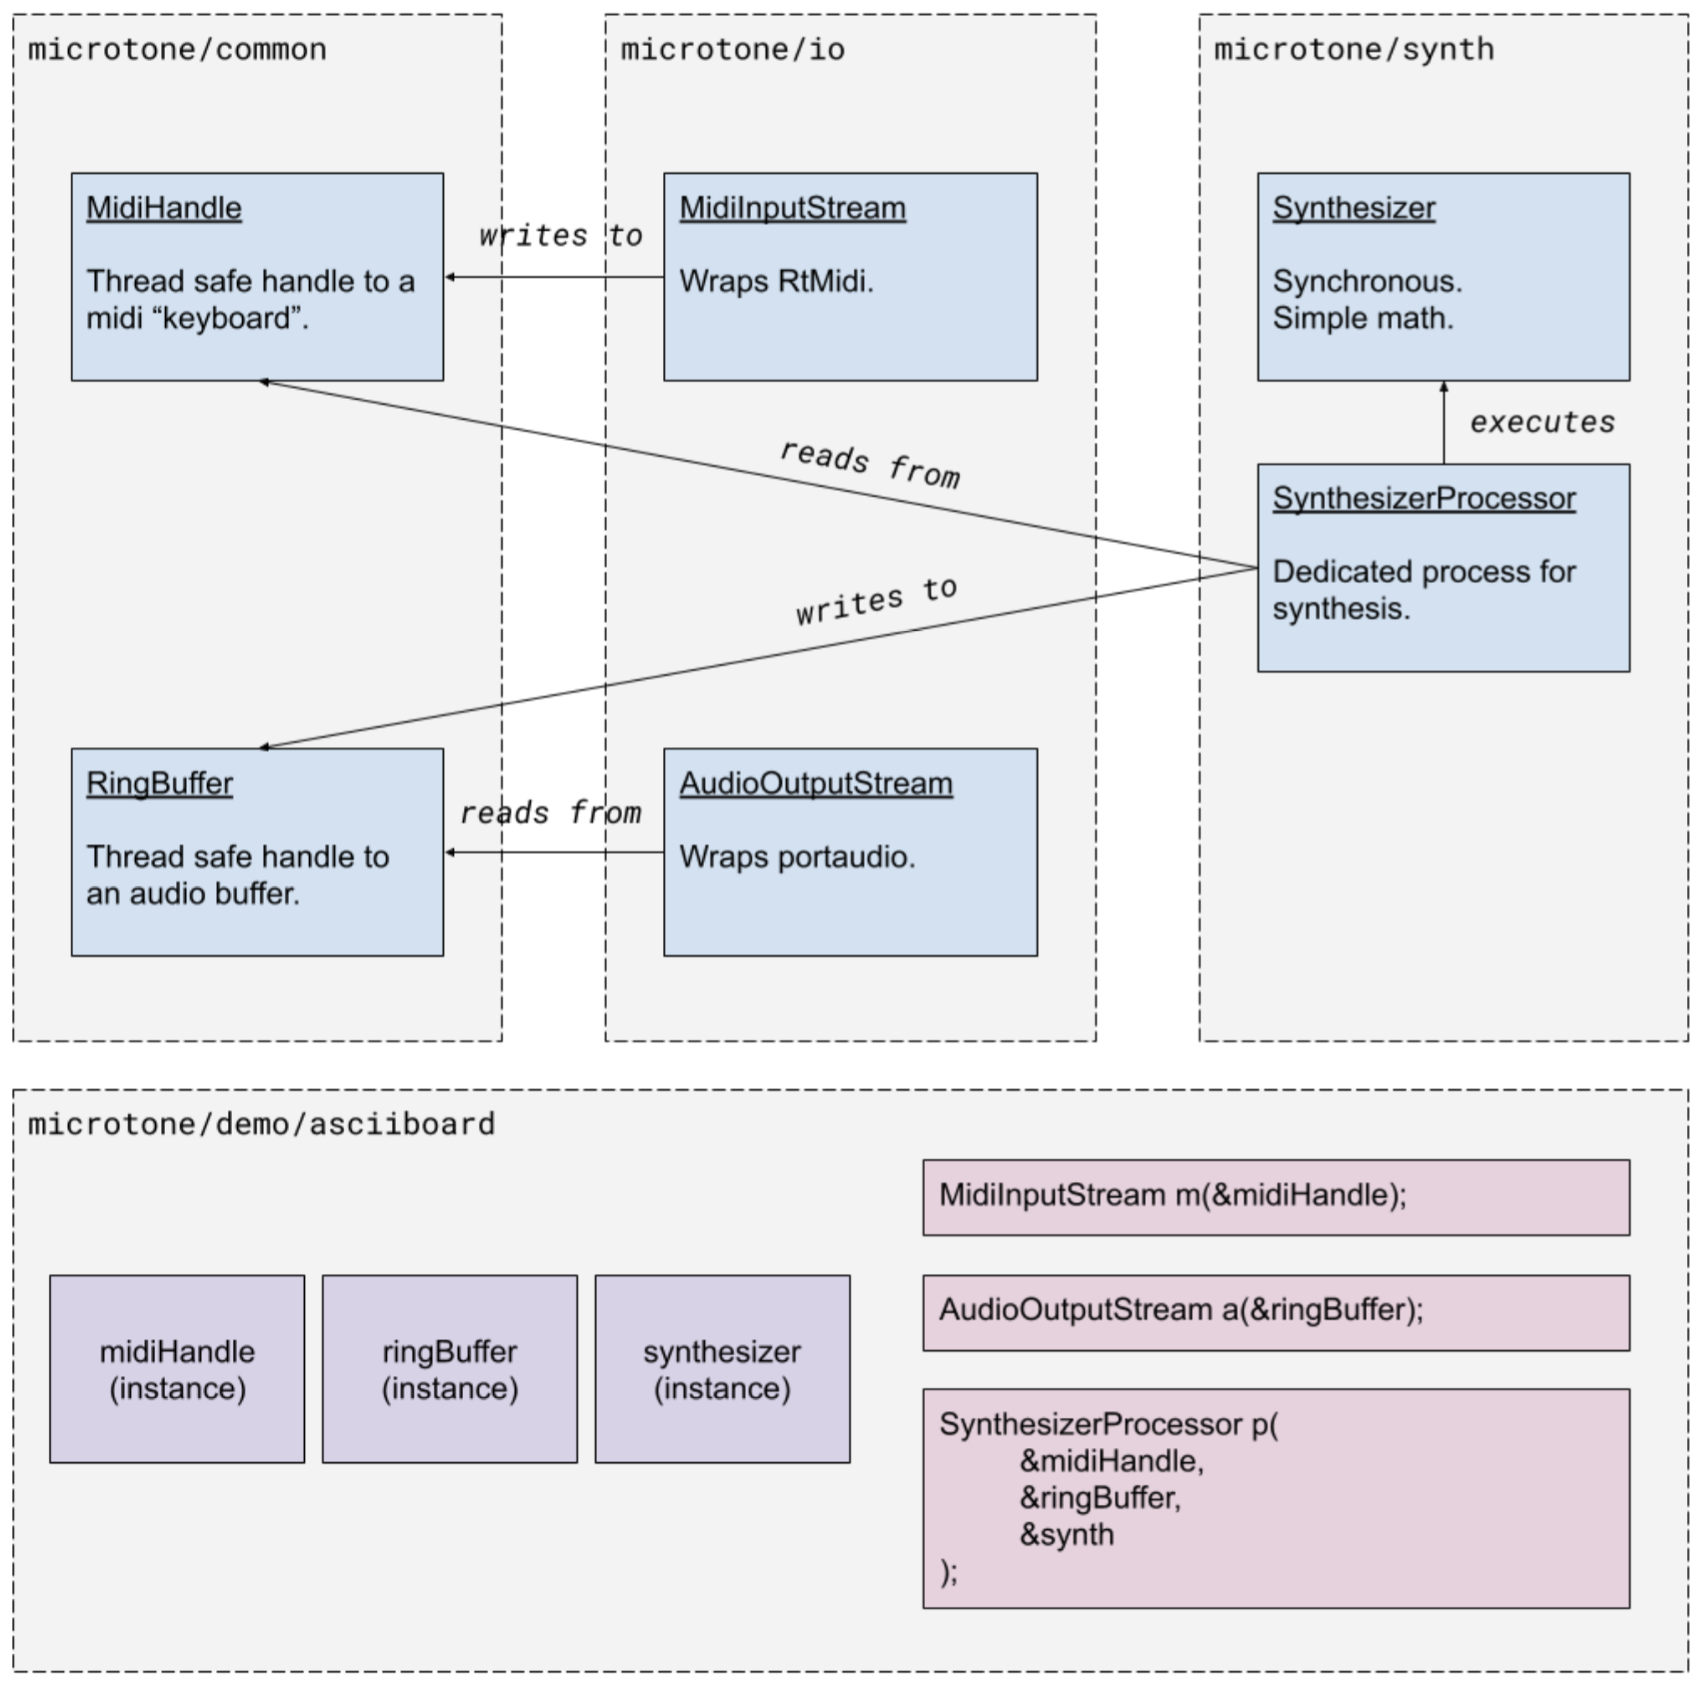 microtone/common
MidiHandle
Thread safe handle to a
midi “keyboard”.
writes to
microtone/io
MidiInputStream
Wraps RtMidi.
microtone/synth
Synthesizer
Synchronous.
Simple math.
executes
reads from
SynthesizerProcessor
Dedicated process for
synthesis.
writes to
RingBuffer
Thread safe handle to
an audio buffer.
reads from
AudioOutputStream
Wraps portaudio.
microtone/demo/asciiboard
midiHandle
(instance)
ringBuffer
(instance)
synthesizer
(instance)
MidiInputStream m(&midiHandle);
AudioOutputStream a(&ringBuffer);
SynthesizerProcessor p(
&midiHandle,
&ringBuffer,
&synth
);